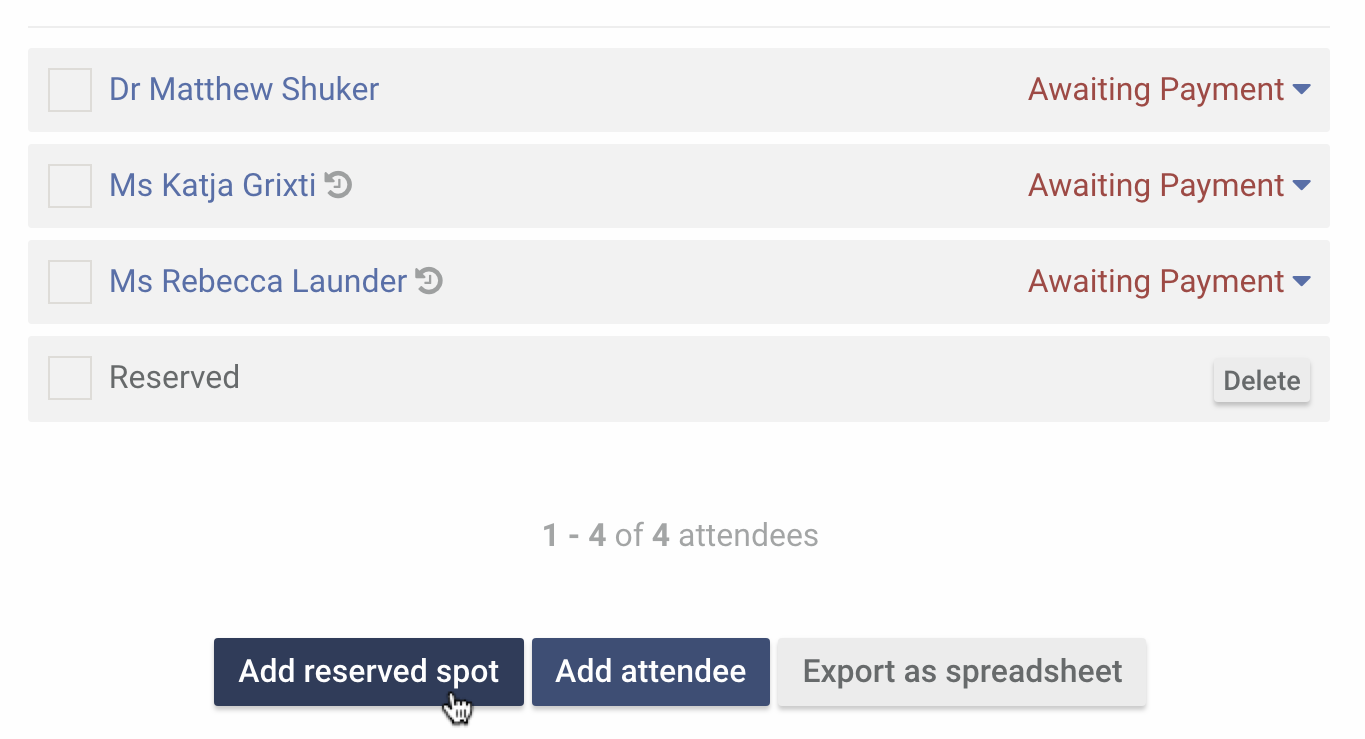 Dr Matthew Shuker Awaiting Payment
Ms Katja Grixti Awaiting Payment
Ms Rebecca Launder Awaiting Payment
Reserved Delete
1 - 4 of 4 attendees
Add reserved spot Add attendee Export as spreadsheet